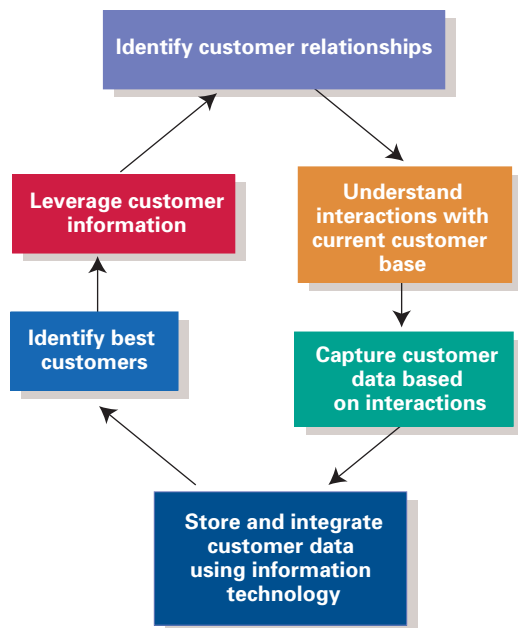 Identify customer relationships
Understand
interactions with
current customer
base
Capture customer
data based
on interactions
Store and integrate
customer data
using information
technology
Identify best
customers
Leverage customer
information